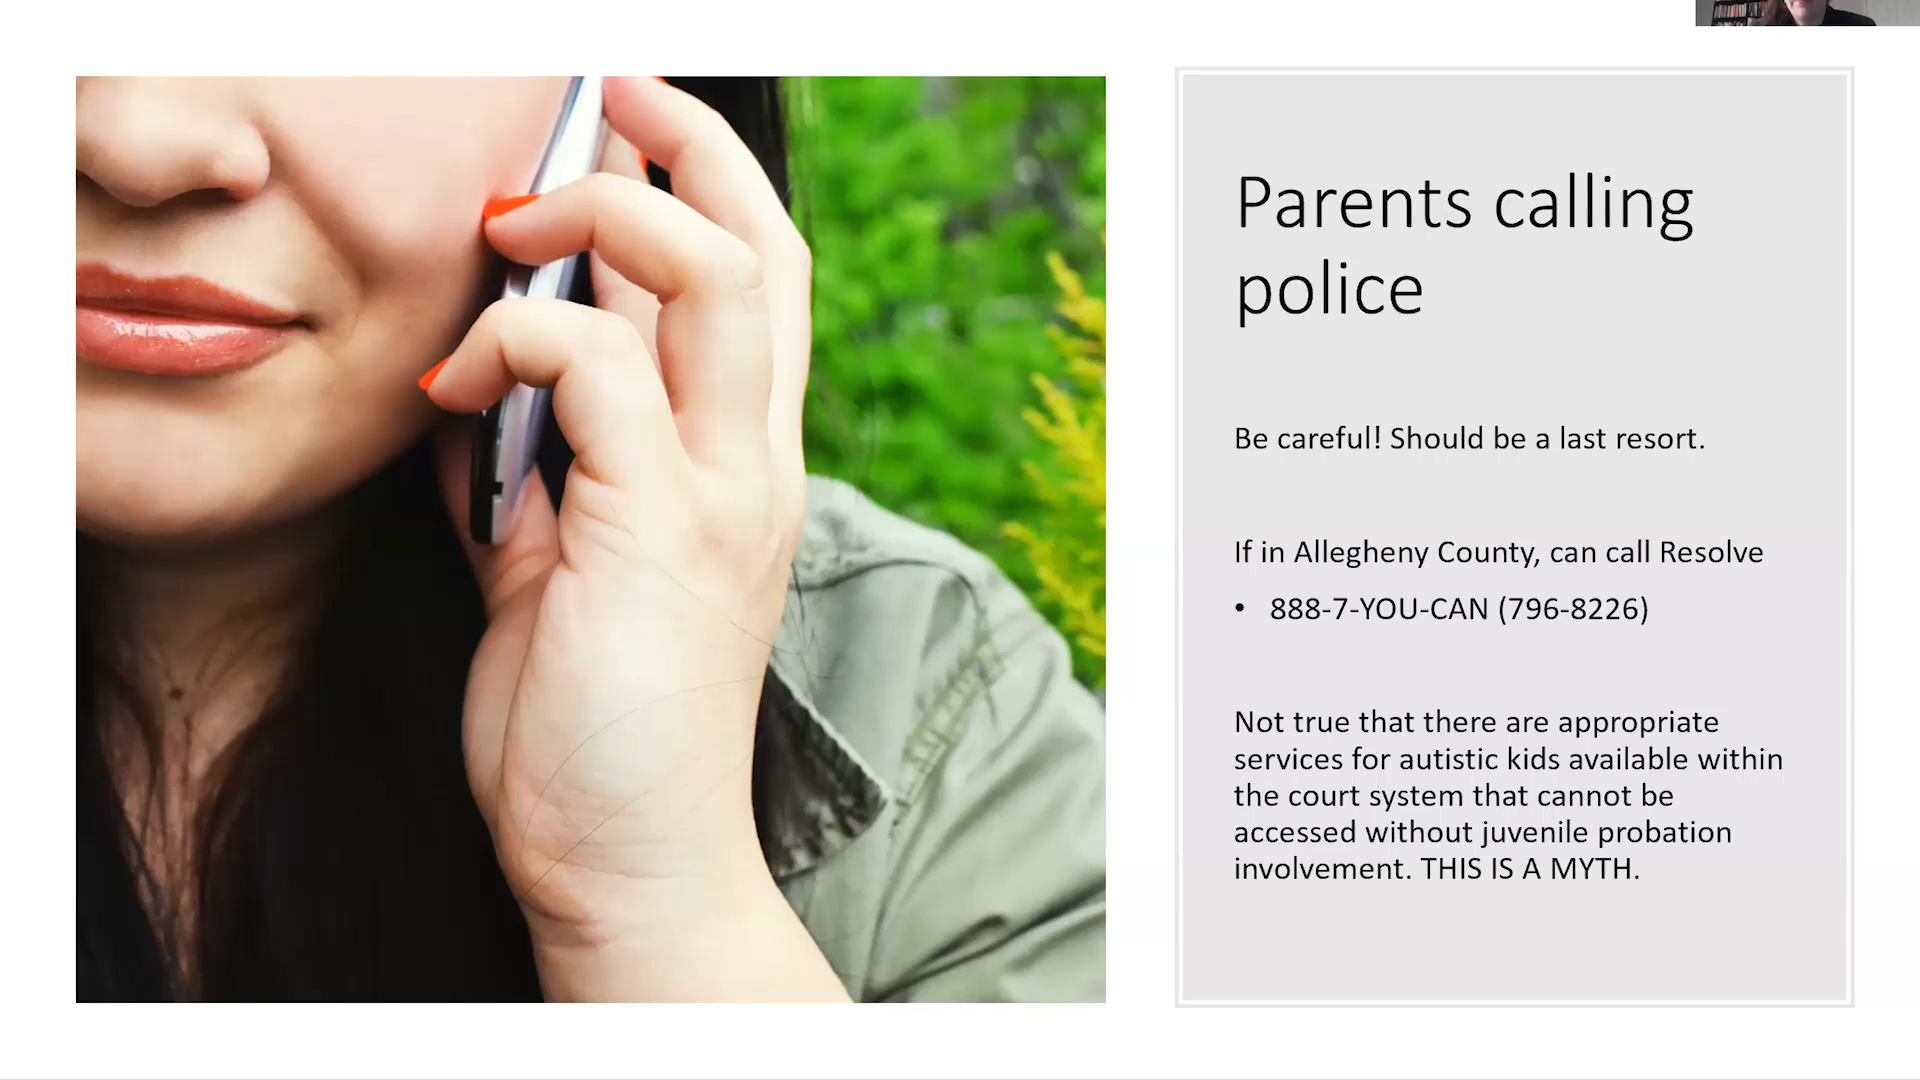 Parents calling
police
Be careful! Should be a last resort.
If in Allegheny County, can call Resolve
• 888-7-YOU-CAN (796-8226)
Not true that there are appropriate
services for autistic kids available within
the court system that cannot be
accessed without juvenile probation
involvement. THIS IS A MYTH.